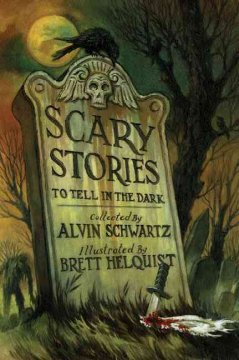 SCARY
STORIES
TO TELL IN THE DARK
Collected By
ALVIN SCHWARTZ
Illustrated By
BRETT HELQUIST